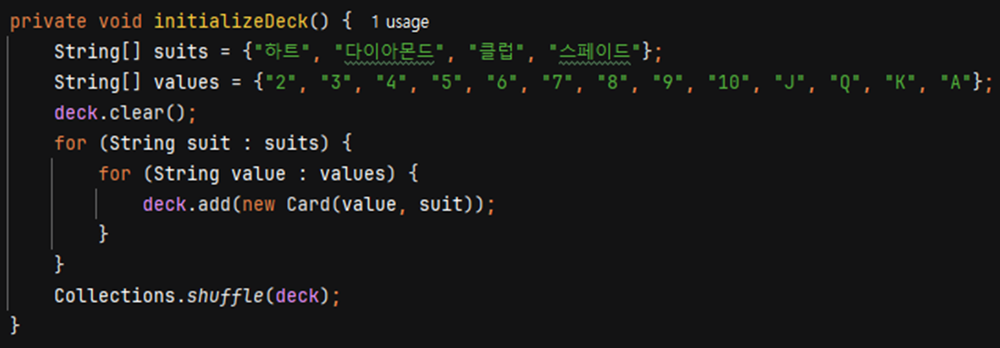 private void initializeDeck() { 1 usage
String[] suits = {"하트", "다이아몬드", "클럽", "스페이드"};
String[] values = {"2", "3", "4", "5", "6", "7", "8", "9", "10", "J", "Q", "K", "A"};
deck.clear();
for (String suit : suits) {
for (String value : values) {
deck.add(new Card(value, suit));
}
}
Collections.shuffle(deck);
}